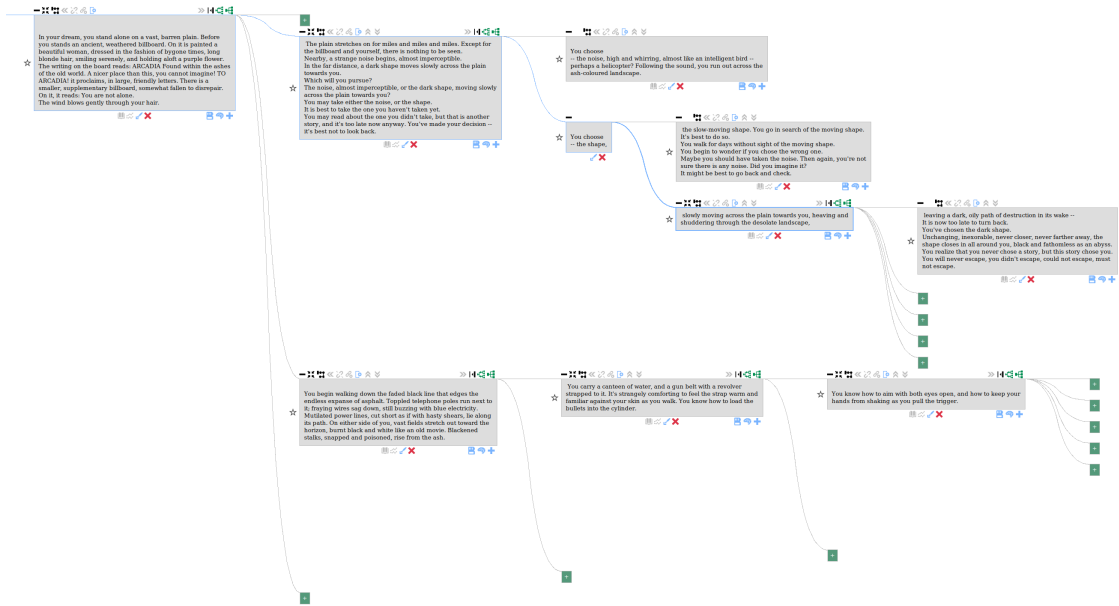 In your dream, you stand alone on a vast, barren plain. Before
you stands an ancient, weathered billboard. On it is painted a
beautiful woman, dressed in the fashion of bygone times, long
blonde hair, smiling serenely, and holding aloft a purple flower.
The writing on the board reads: ARCADIA Found within the ashes
of the old world. A nicer place than this, you cannot imagine! TO
ARCADIA! it proclaims, in large, friendly letters. There is a
smaller, supplementary billboard, somewhat fallen to disrepair.
On it, it reads: You are not alone.
The wind blows gently through your hair.
The plain stretches on for miles and miles and miles. Except for
the billboard and yourself, there is nothing to be seen.
Nearby, a strange noise begins, almost imperceptible.
In the far distance, a dark shape moves slowly across the plain
towards you.
Which will you pursue?
The noise, almost imperceptible, or the dark shape, moving slowly
across the plain towards you?
You may take either the noise, or the shape.
It is best to take the one you haven't taken yet.
You may read about the one you didn't take, but that is another
story, and it's too late now anyway. You've made your decision --
it's best not to look back.
You choose
-- the noise, high and whirring, almost like an intelligent bird --
perhaps a helicopter? Following the sound, you run out across the
ash-coloured landscape.
You choose
-- the shape,
the slow-moving shape. You go in search of the moving shape.
It's best to do so.
You walk for days without sight of the moving shape.
You begin to wonder if you chose the wrong one.
Maybe you should have taken the noise. Then again, you're not
sure there is any noise. Did you imagine it?
It might be best to go back and check.
slowly moving across the plain towards you, heaving and
shuddering through the desolate landscape,
leaving a dark, oily path of destruction in its wake --
It is now too late to turn back.
You've chosen the dark shape.
Unchanging, inexorable, never closer, never farther away, the
shape closes in all around you, black and fathomless as an abyss.
You realize that you never chose a story, but this story chose you.
You will never escape, you didn't escape, could not escape, must
not escape.
You begin walking down the faded black line that edges the
endless expanse of asphalt. Toppled telephone poles run next to
it; fraying wires sag down, still buzzing with blue electricity.
Mutilated power lines, cut short as if with hasty shears, lie along
its path. On either side of you, vast fields stretch out toward the
horizon, burnt black and white like an old movie. Blackened
stalks, snapped and poisoned, rise from the ash.
You carry a canteen of water, and a gun belt with a revolver
strapped to it. It's strangely comforting to feel the strap warm and
familiar against your skin as you walk. You know how to load the
bullets into the cylinder.
You know how to aim with both eyes open, and how to keep your
hands from shaking as you pull the trigger.